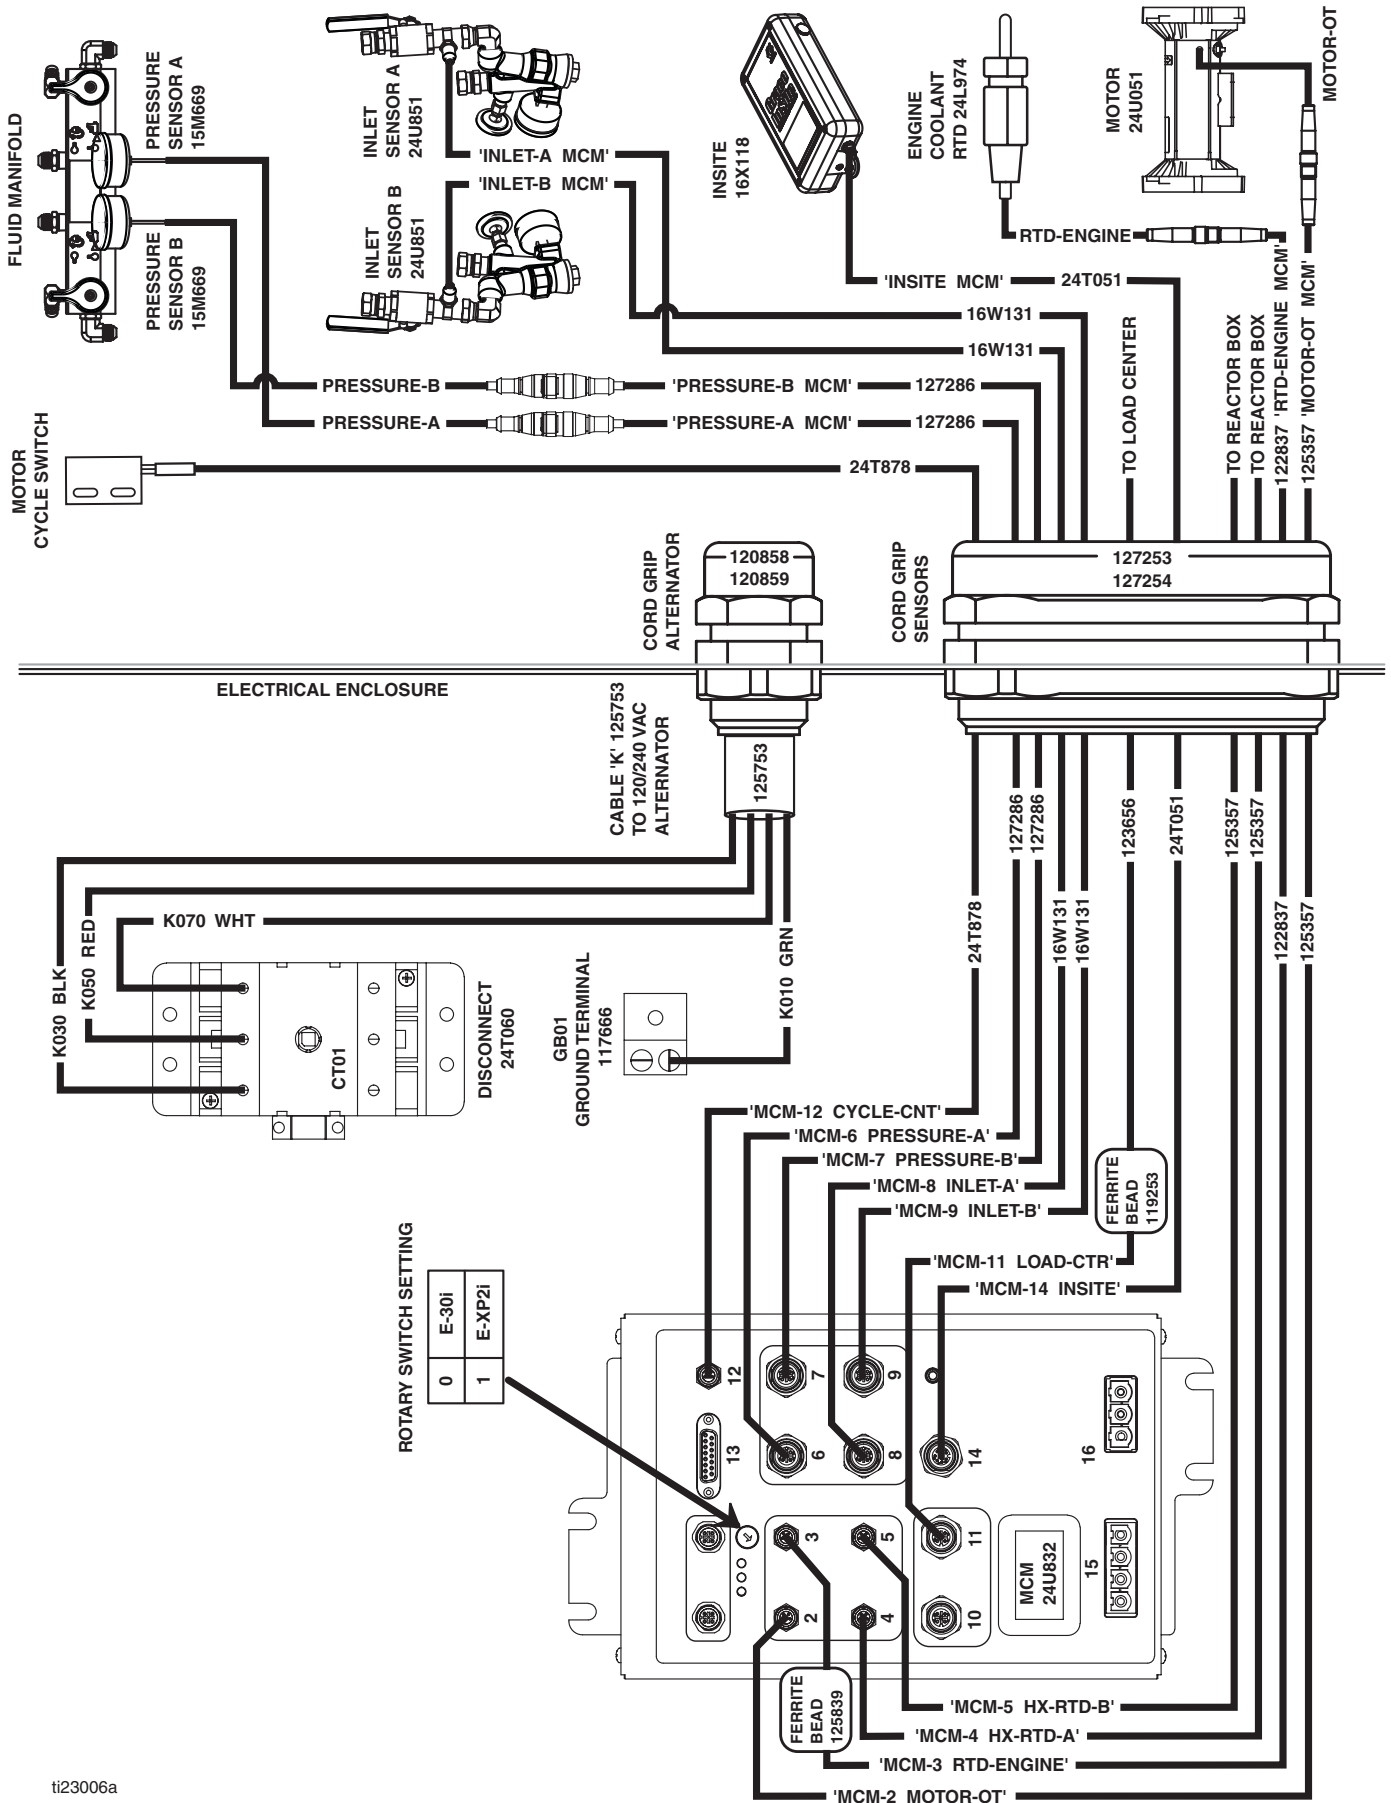 FLUID MANIFOLD
PRESSURE
SENSOR A
15M669
PRESSURE
SENSOR B
15M669
INLET
SENSOR A
24U851
INLET
SENSOR B
24U851
'INLET-A MCM'
'INLET-B MCM'
INSITE
16X118
ENGINE
COOLANT
RTD 24L974
MOTOR
24U051
MOTOR-OT
RTD-ENGINE
'INSITE MCM'
24T051
16W131
16W131
PRESSURE-B
'PRESSURE-B MCM'
127286
PRESSURE-A
'PRESSURE-A MCM'
127286
MOTOR
CYCLE SWITCH
24T878
TO LOAD CENTER
TO REACTOR BOX
TO REACTOR BOX
122837 'RTD-ENGINE MCM'
125357 'MOTOR-OT MCM'
CORD GRIP
ALTERNATOR
120858
120859
CORD GRIP
SENSORS
127253
127254
ELECTRICAL ENCLOSURE
CABLE 'K' 125753
TO 120/240 VAC
ALTERNATOR
125753
24T878
127286
127286
16W131
16W131
123656
24T051
125357
125357
122837
125357
K030 BLK
K050 RED
K070 WHT
K010 GRN
CT01
DISCONNECT
24T060
GB01
GROUND TERMINAL
117666
'MCM-12 CYCLE-CNT'
'MCM-6 PRESSURE-A'
'MCM-7 PRESSURE-B'
'MCM-8 INLET-A'
'MCM-9 INLET-B'
FERRITE
BEAD
119253
'MCM-11 LOAD-CTR'
'MCM-14 INSITE'
ROTARY SWITCH SETTING
0 E-30i
1 E-XP2i
12
13
7
9
6
8
14
16
3
5
11
2
4
10
15
MCM
24U832
FERRITE
BEAD
125839
'MCM-5 HX-RTD-B'
'MCM-4 HX-RTD-A'
'MCM-3 RTD-ENGINE'
'MCM-2 MOTOR-OT'
ti23006a